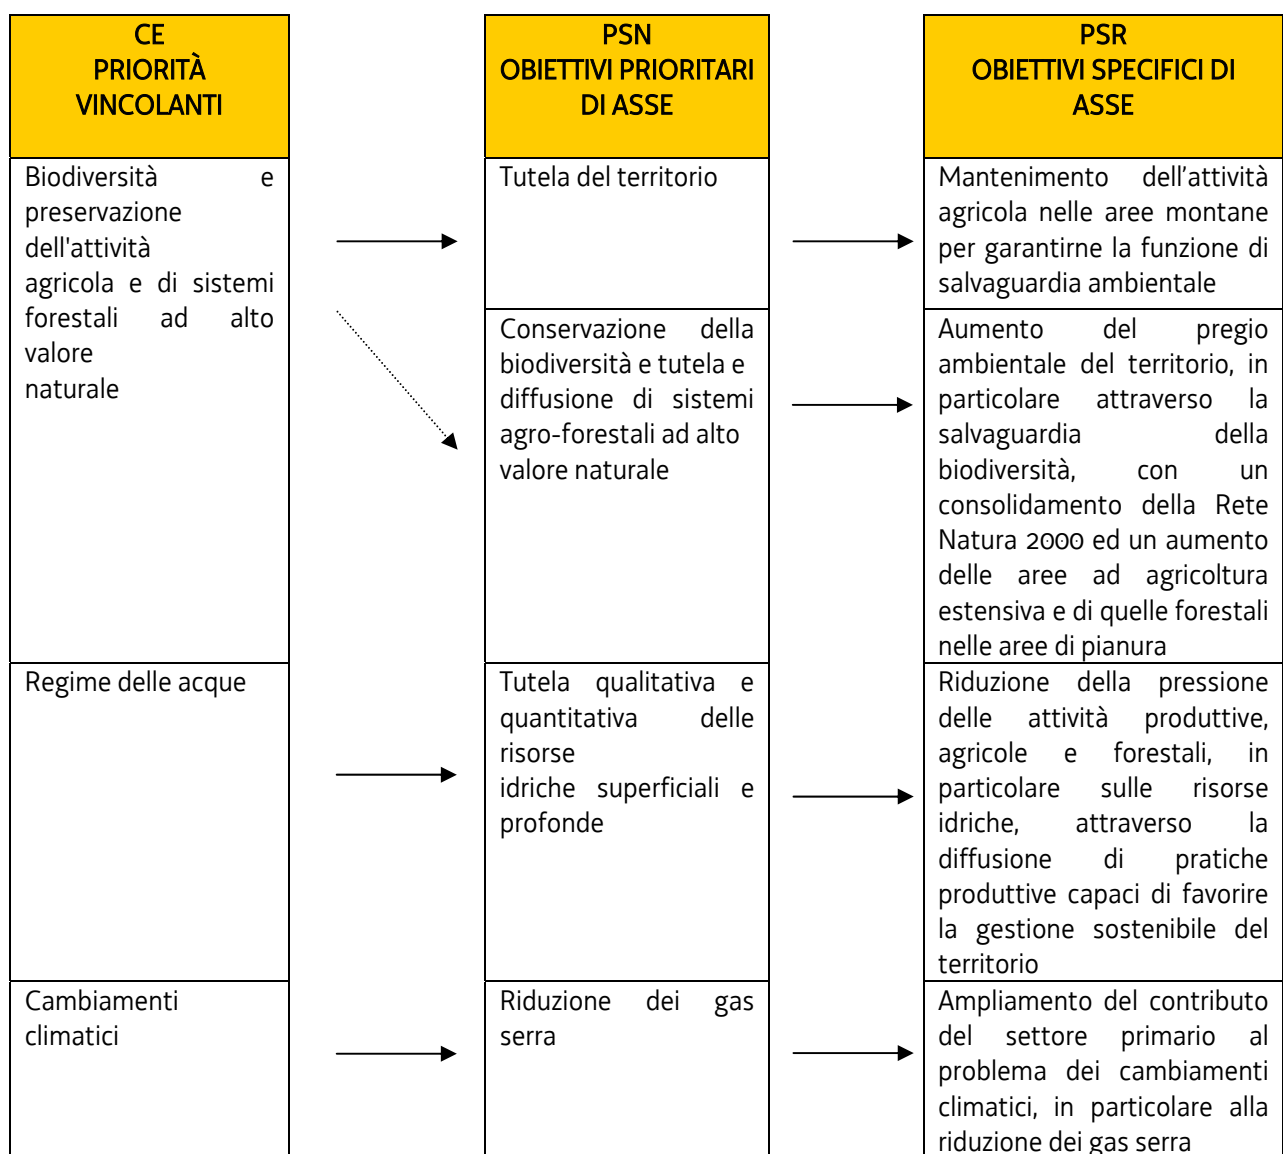 CE
PRIORITÀ
VINCOLANTI
PSN
OBIETTIVI PRIORITARI
DI ASSE
PSR
OBIETTIVI SPECIFICI DI
ASSE
Biodiversità e
preservazione
dell'attività
agricola e di sistemi
forestali ad alto
valore
naturale
Tutela del territorio
Mantenimento dell'attività
agricola nelle aree montane
per garantirne la funzione di
salvaguardia ambientale
Conservazione della
biodiversità e tutela e
diffusione di sistemi
agro-forestali ad alto
valore naturale
Aumento del pregio
ambientale del territorio, in
particolare attraverso la
salvaguardia della
biodiversità, con un
consolidamento della Rete
Natura 2000 ed un aumento
delle aree ad agricoltura
estensiva e di quelle forestali
nelle aree di pianura
Regime delle acque
Tutela qualitativa e
quantitativa delle
risorse
idriche superficiali e
profonde
Riduzione della pressione
delle attività produttive,
agricole e forestali, in
particolare sulle risorse
idriche, attraverso la
diffusione di pratiche
produttive capaci di favorire
la gestione sostenibile del
territorio
Cambiamenti
climatici
Riduzione dei gas
serra
Ampliamento del contributo
del settore primario al
problema dei cambiamenti
climatici, in particolare alla
riduzione dei gas serra